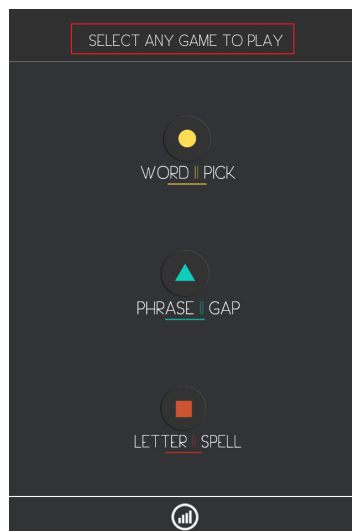 SELECT ANY GAME TO PLAY
WORD || PICK
PHRASE || GAP
LETTER || SPELL